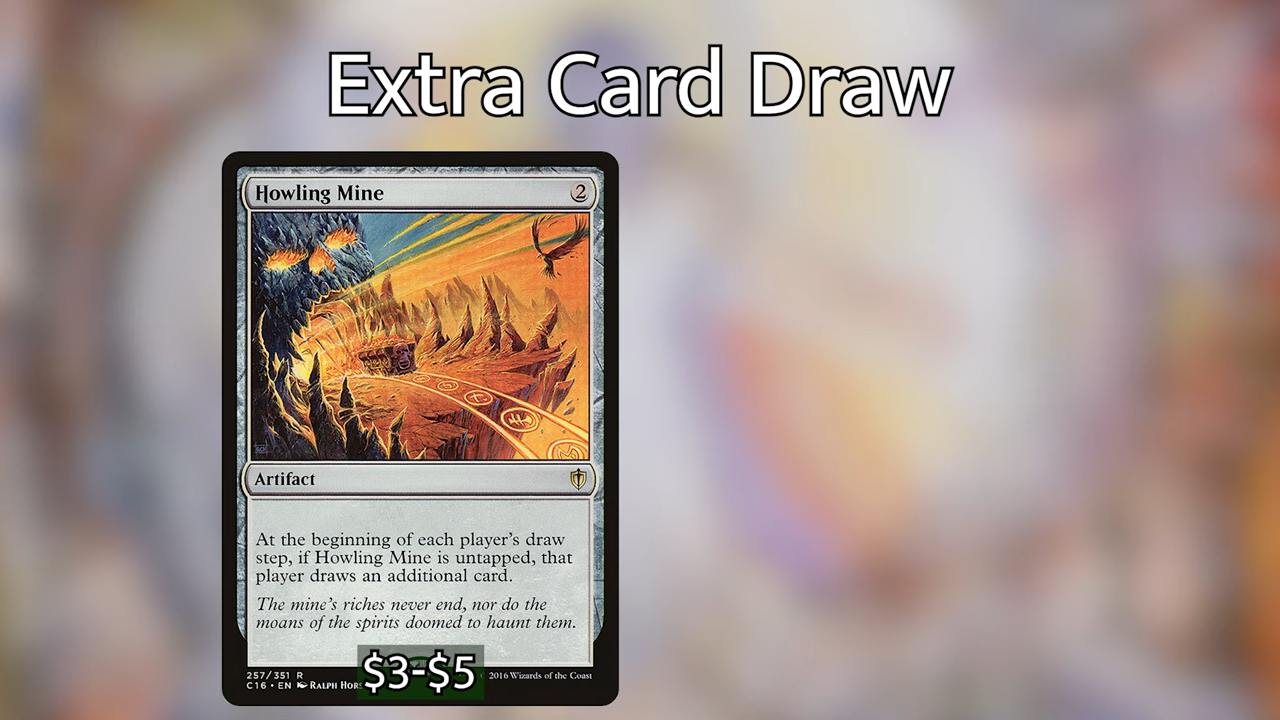 Extra Card Draw
Howling Mine 2
Artifact
At the beginning of each player's draw
step, if Howling Mine is untapped, that
player draws an additional card.
The mine's riches never end, nor do the
moans of the spirits doomed to haunt them.
$3-$5
257/351 R 2016 Wizards of the Coast
C16 • EN RALPH